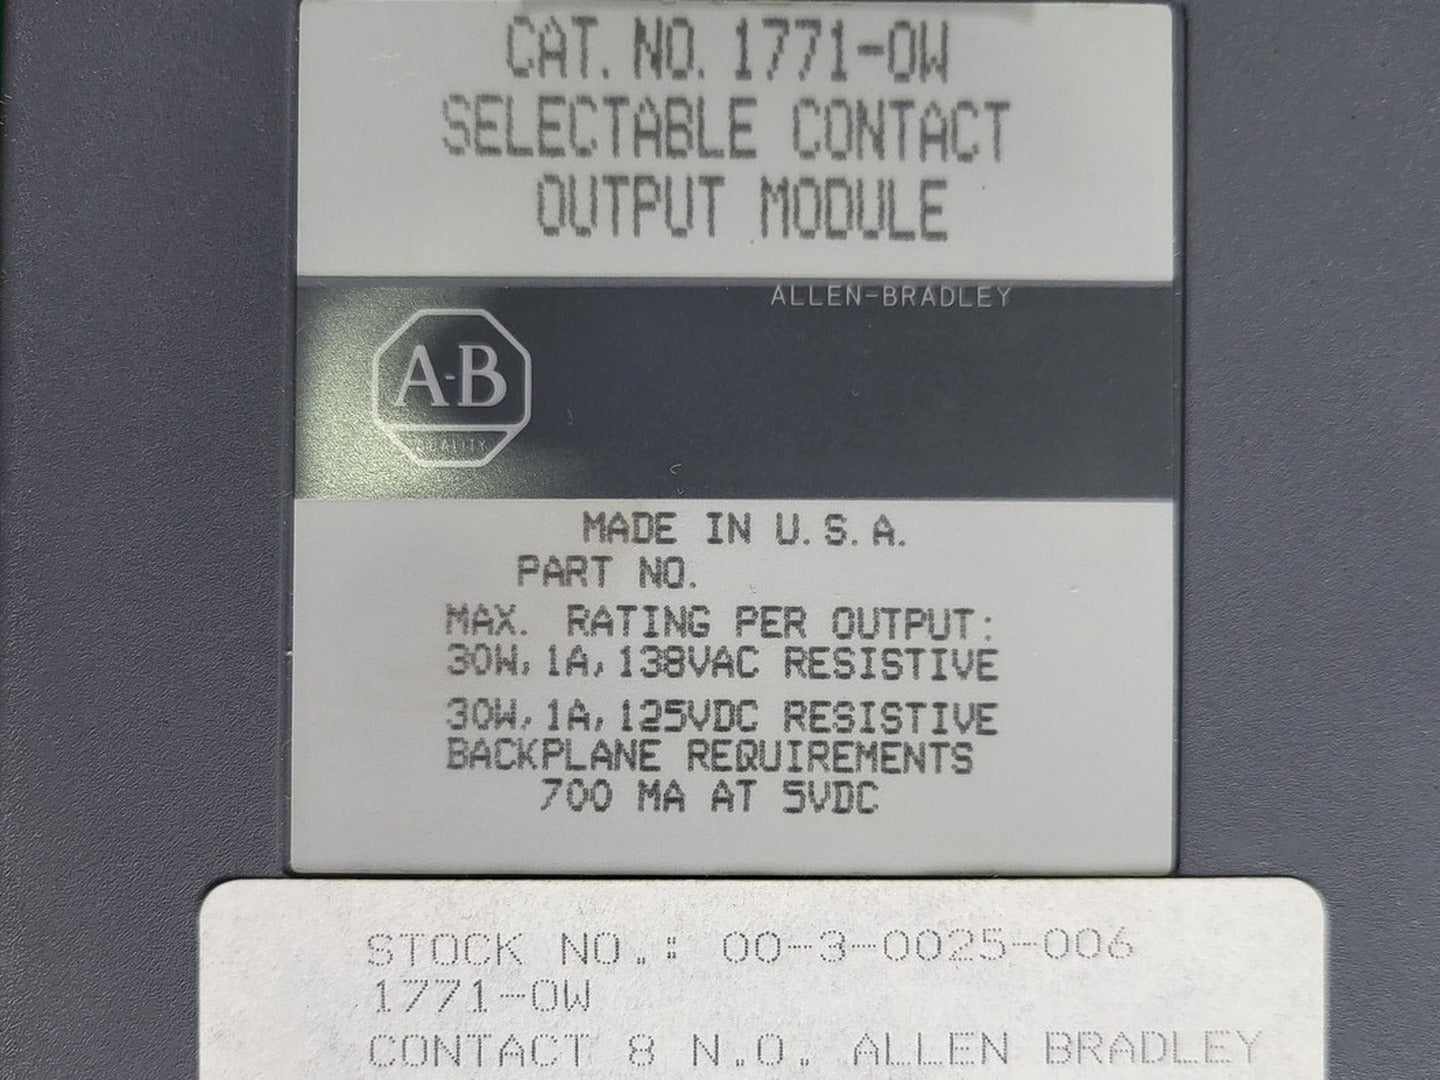 CAT. NO. 1771-OW
SELECTABLE CONTACT
OUTPUT MODULE
ALLEN-BRADLEY
A-B
QUALITY
MADE IN U.S.A.
PART NO.
MAX. RATING PER OUTPUT:
30W, 1A, 138VAC RESISTIVE
30W, 1A, 125VDC RESISTIVE
BACKPLANE REQUIREMENTS
700 MA AT 5VDC
STOCK NO.: 00-3-0025-006
1771-OW
CONTACT 8 N.O. ALLEN BRADLEY